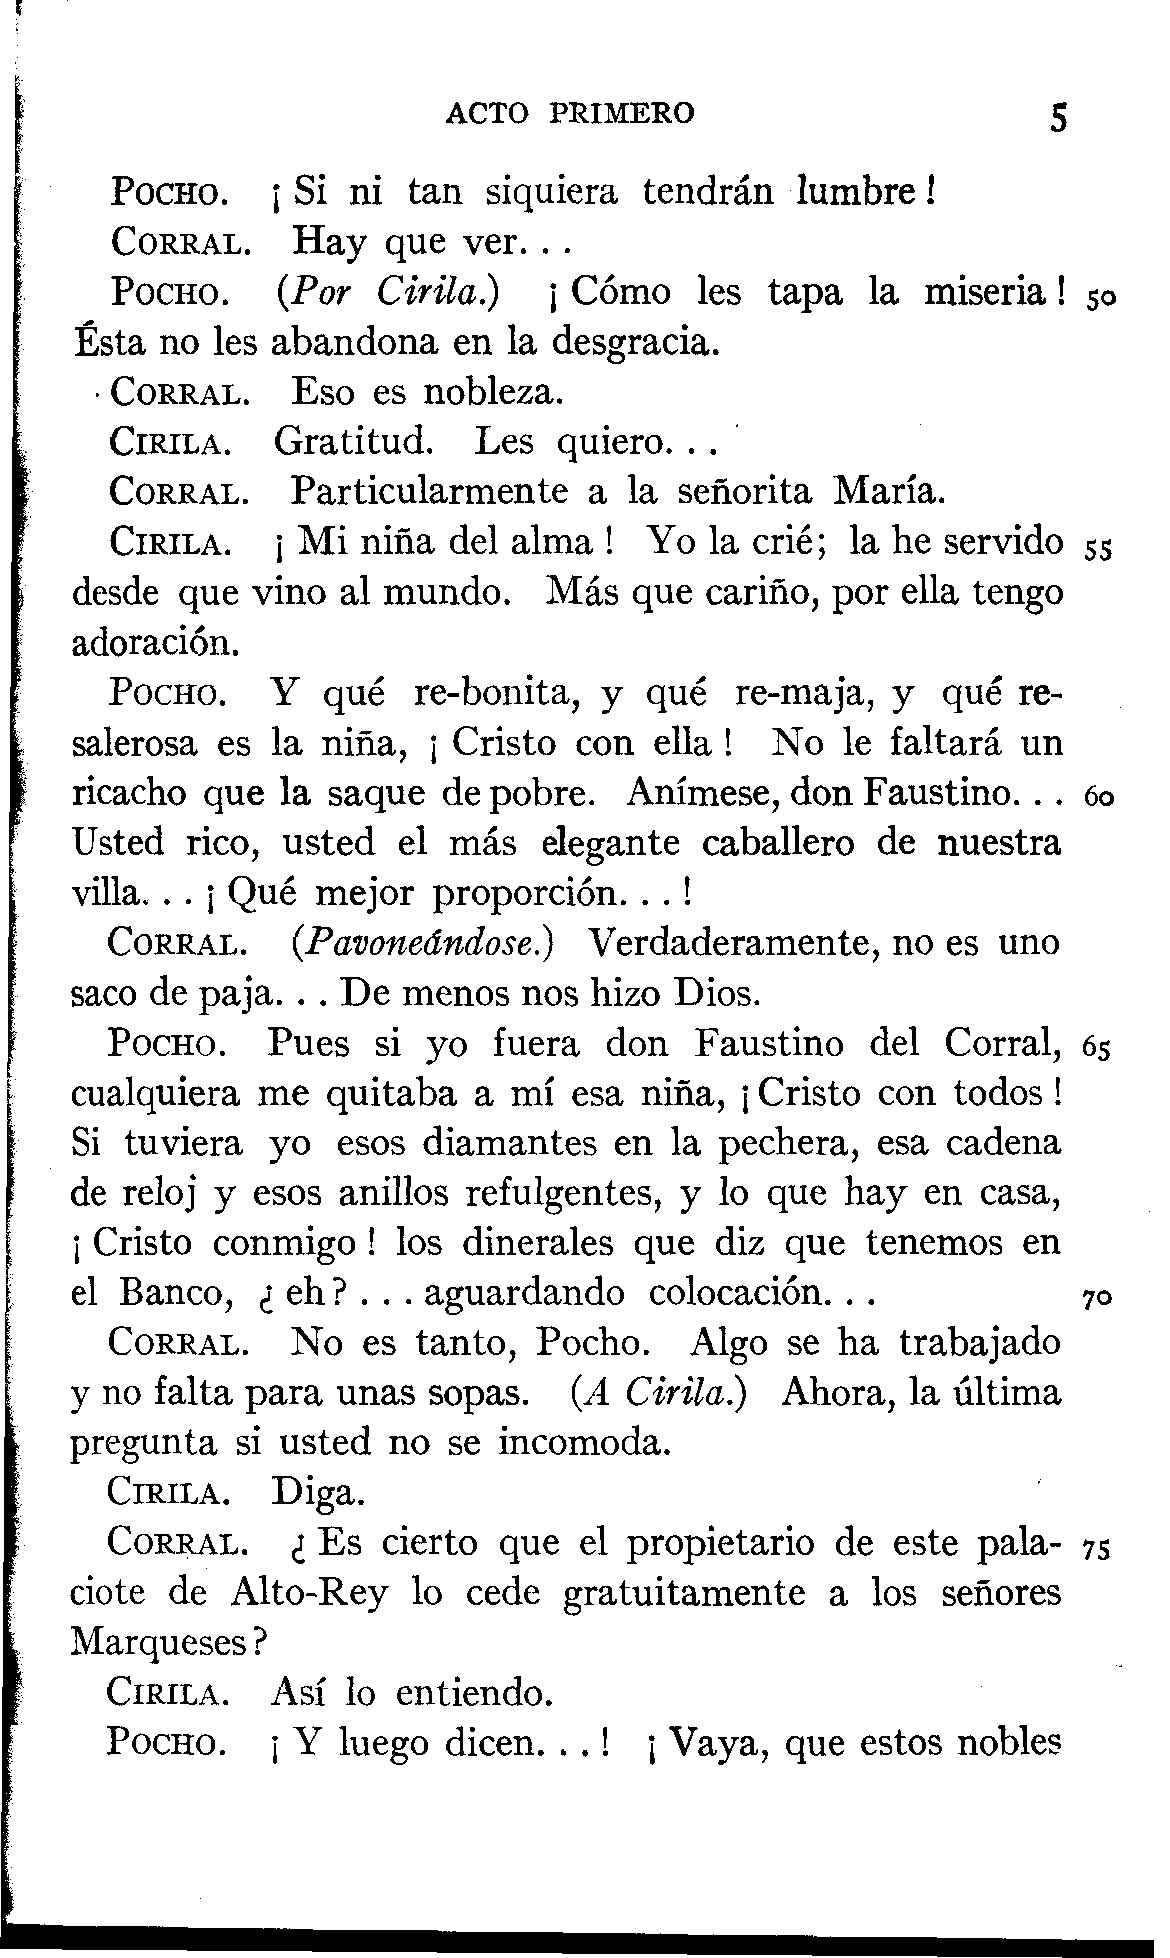 ACTO PRIMERO 5
POCHO. ¡ Si ni tan siquiera tendrán lumbre !
CORRAL. Hay que ver. . .
POCHO. (Por Cirila.) ¡ Cómo les tapa la miseria ! 50
Ésta no les abandona en la desgracia.
CORRAL. Eso es nobleza.
CIRILA. Gratitud. Les quiero. . .
CORRAL. Particularmente a la señorita María.
CIRILA. ¡ Mi niña del alma ! Yo la crié; la he servido 55
desde que vino al mundo. Más que cariño, por ella tengo
adoración.
POCHO. Y qué re-bonita, y qué re-maja, y qué re-
salerosa es la niña, ¡ Cristo con ella ! No le faltará un
ricacho que la saque de pobre. Anímese, don Faustino. . . 60
Usted rico, usted el más elegante caballero de nuestra
villa. . . ¡ Qué mejor proporción. . . !
CORRAL. (Pavoneándose.) Verdaderamente, no es uno
saco de paja. . . De menos nos hizo Dios.
POCHO. Pues si yo fuera don Faustino del Corral, 65
cualquiera me quitaba a mí esa niña, ¡ Cristo con todos !
Si tuviera yo esos diamantes en la pechera, esa cadena
de reloj y esos anillos refulgentes, y lo que hay en casa,
¡ Cristo conmigo ! los dinerales que diz que tenemos en
el Banco, ¿ eh ? . . . aguardando colocación. . . 70
CORRAL. No es tanto, Pocho. Algo se ha trabajado
y no falta para unas sopas. (A Cirila.) Ahora, la última
pregunta si usted no se incomoda.
CIRILA. Diga.
CORRAL. ¿ Es cierto que el propietario de este pala- 75
ciote de Alto-Rey lo cede gratuitamente a los señores
Marqueses ?
CIRILA. Así lo entiendo.
POCHO. ¡ Y luego dicen. . . ! ¡ Vaya, que estos nobles